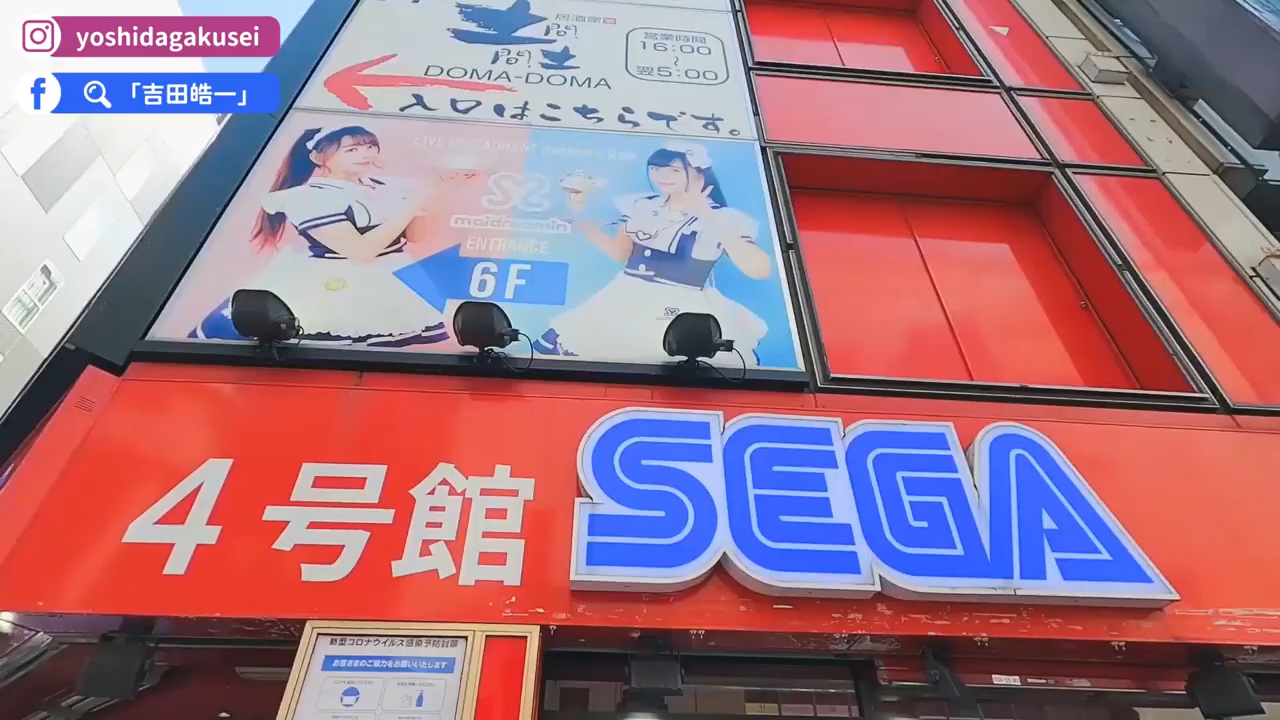 yoshidagakusei
「吉田皓一」
居酒家
土間
間土
DOMA-DOMA
営業時間
16:00
~
翌5:00
入口はこちらです。
LIVE RESTAURANT
maidreamin
ENTRANCE
6F
4号館
SEGA
新型コロナウイルス感染予防対策
お客さまのご協力をお願いいたします